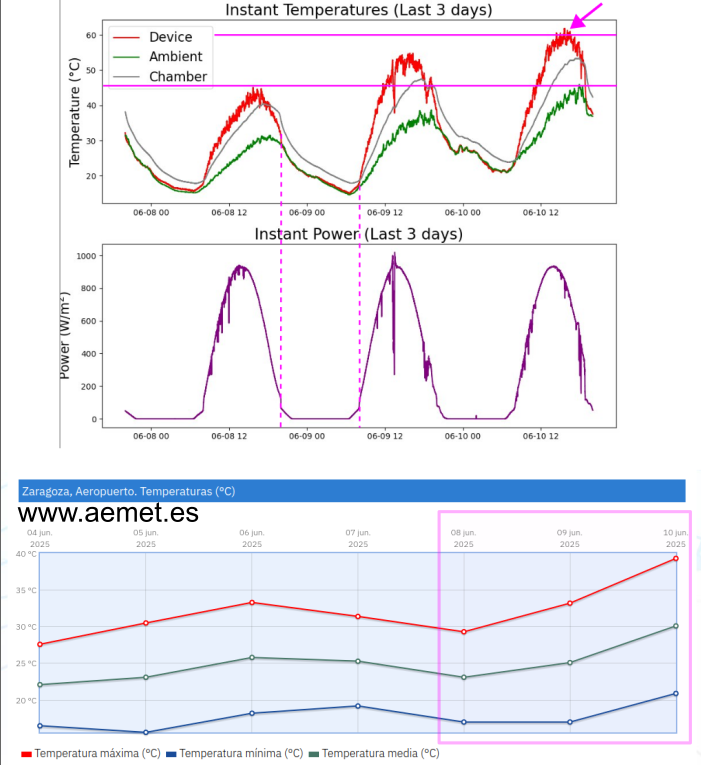 Instant Temperatures (Last 3 days)
Temperature (°C)
60
50
40
30
20
Device
Ambient
Chamber
06-08 00
06-08 12
06-09 00
06-09 12
06-10 00
06-10 12
Instant Power (Last 3 days)
Power (W/m²)
1000
800
600
400
200
0
06-08 00
06-08 12
06-09 00
06-09 12
06-10 00
06-10 12
Zaragoza, Aeropuerto. Temperaturas (°C)
www.aemet.es
04 jun. 2025
05 jun. 2025
06 jun. 2025
07 jun. 2025
08 jun. 2025
09 jun. 2025
10 jun. 2025
40 °C
35 °C
30 °C
25 °C
20 °C
Temperatura máxima (°C) Temperatura mínima (°C) Temperatura media (°C)